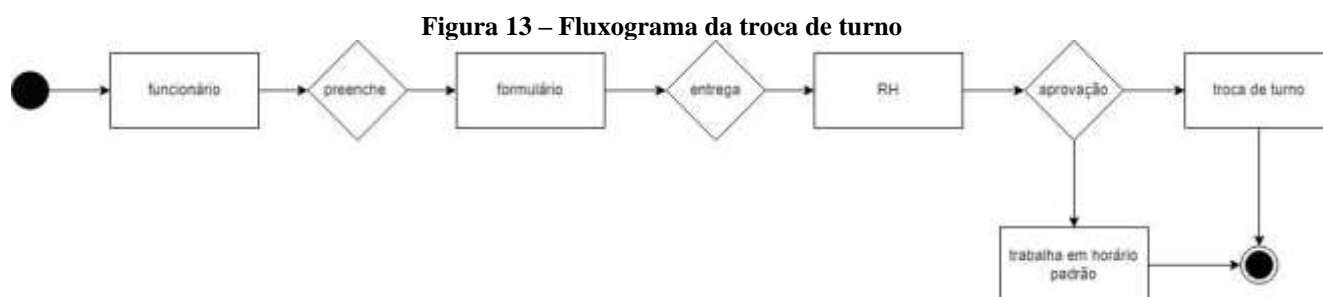 Figura 13 – Fluxograma da troca de turno
funcionário
preenche
formulário
entrega
RH
aprovação
troca de turno
trabalha em horário
padrão